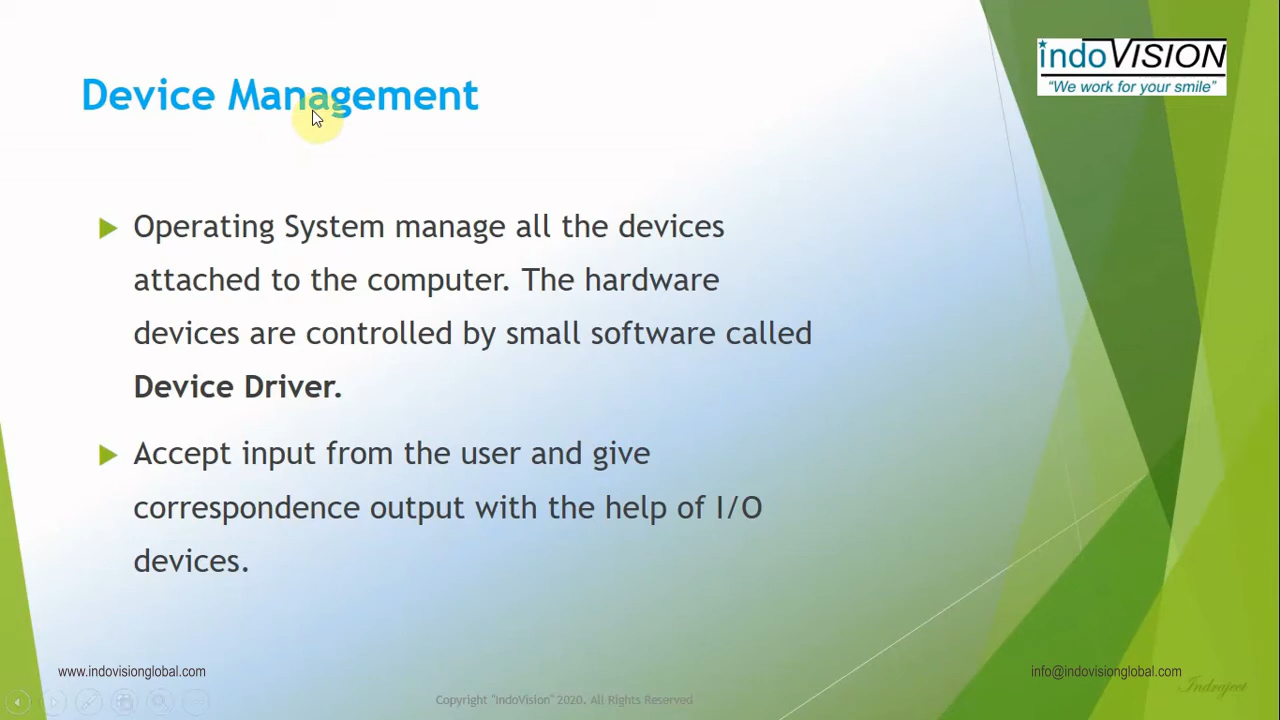 indoVISION
"We work for your smile"
Device Management
Operating System manage all the devices
attached to the computer. The hardware
devices are controlled by small software called
Device Driver.
Accept input from the user and give
correspondence output with the help of I/O
devices.
www.indovisionglobal.com
info@indovisionglobal.com
Copyright "IndoVision" 2020. All Rights Reserved
Indrajeet